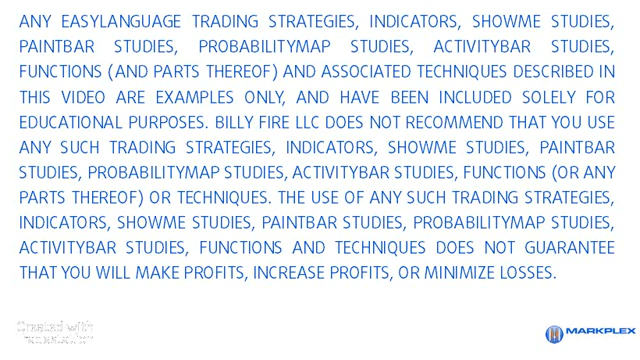 ANY EASYLANGUAGE TRADING STRATEGIES, INDICATORS, SHOWME STUDIES,
PAINTBAR STUDIES, PROBABILITYMAP STUDIES, ACTIVITYBAR STUDIES,
FUNCTIONS (AND PARTS THEREOF) AND ASSOCIATED TECHNIQUES DESCRIBED IN
THIS VIDEO ARE EXAMPLES ONLY, AND HAVE BEEN INCLUDED SOLELY FOR
EDUCATIONAL PURPOSES. BILLY FIRE LLC DOES NOT RECOMMEND THAT YOU USE
ANY SUCH TRADING STRATEGIES, INDICATORS, SHOWME STUDIES, PAINTBAR
STUDIES, PROBABILITYMAP STUDIES, ACTIVITYBAR STUDIES, FUNCTIONS (OR ANY
PARTS THEREOF) OR TECHNIQUES. THE USE OF ANY SUCH TRADING STRATEGIES,
INDICATORS, SHOWME STUDIES, PAINTBAR STUDIES, PROBABILITYMAP STUDIES,
ACTIVITYBAR STUDIES, FUNCTIONS AND TECHNIQUES DOES NOT GUARANTEE
THAT YOU WILL MAKE PROFITS, INCREASE PROFITS, OR MINIMIZE LOSSES.
Created with
MARKPLEX